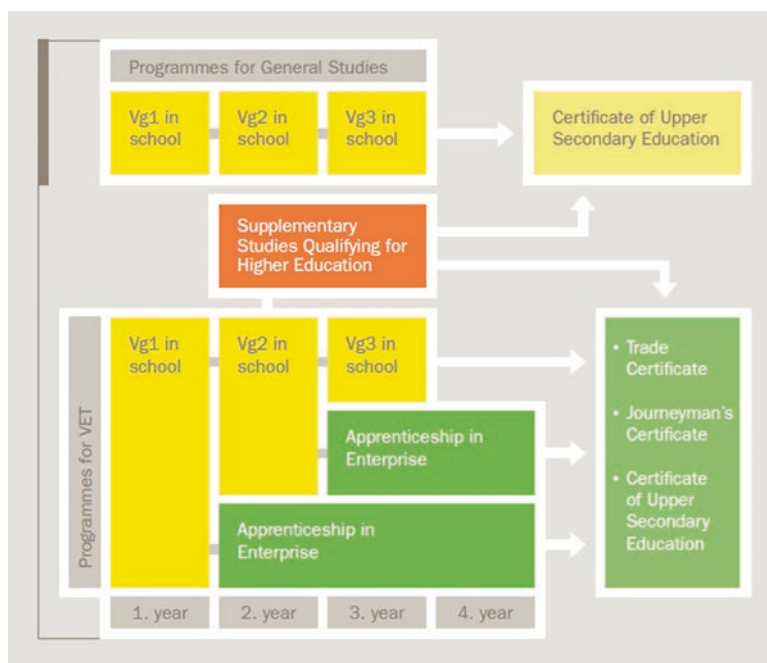 Programmes for General Studies
Vg1 in
school
Vg2 in
school
Vg3 in
school
Certificate of Upper
Secondary Education
Supplementary
Studies Qualifying for
Higher Education
Programmes for VET
Vg1 in
school
Vg2 in
school
Vg3 in
school
Apprenticeship in
Enterprise
Apprenticeship in
Enterprise
• Trade
Certificate
• Journeyman's
Certificate
• Certificate
of Upper
Secondary
Education
1. year
2. year
3. year
4. year